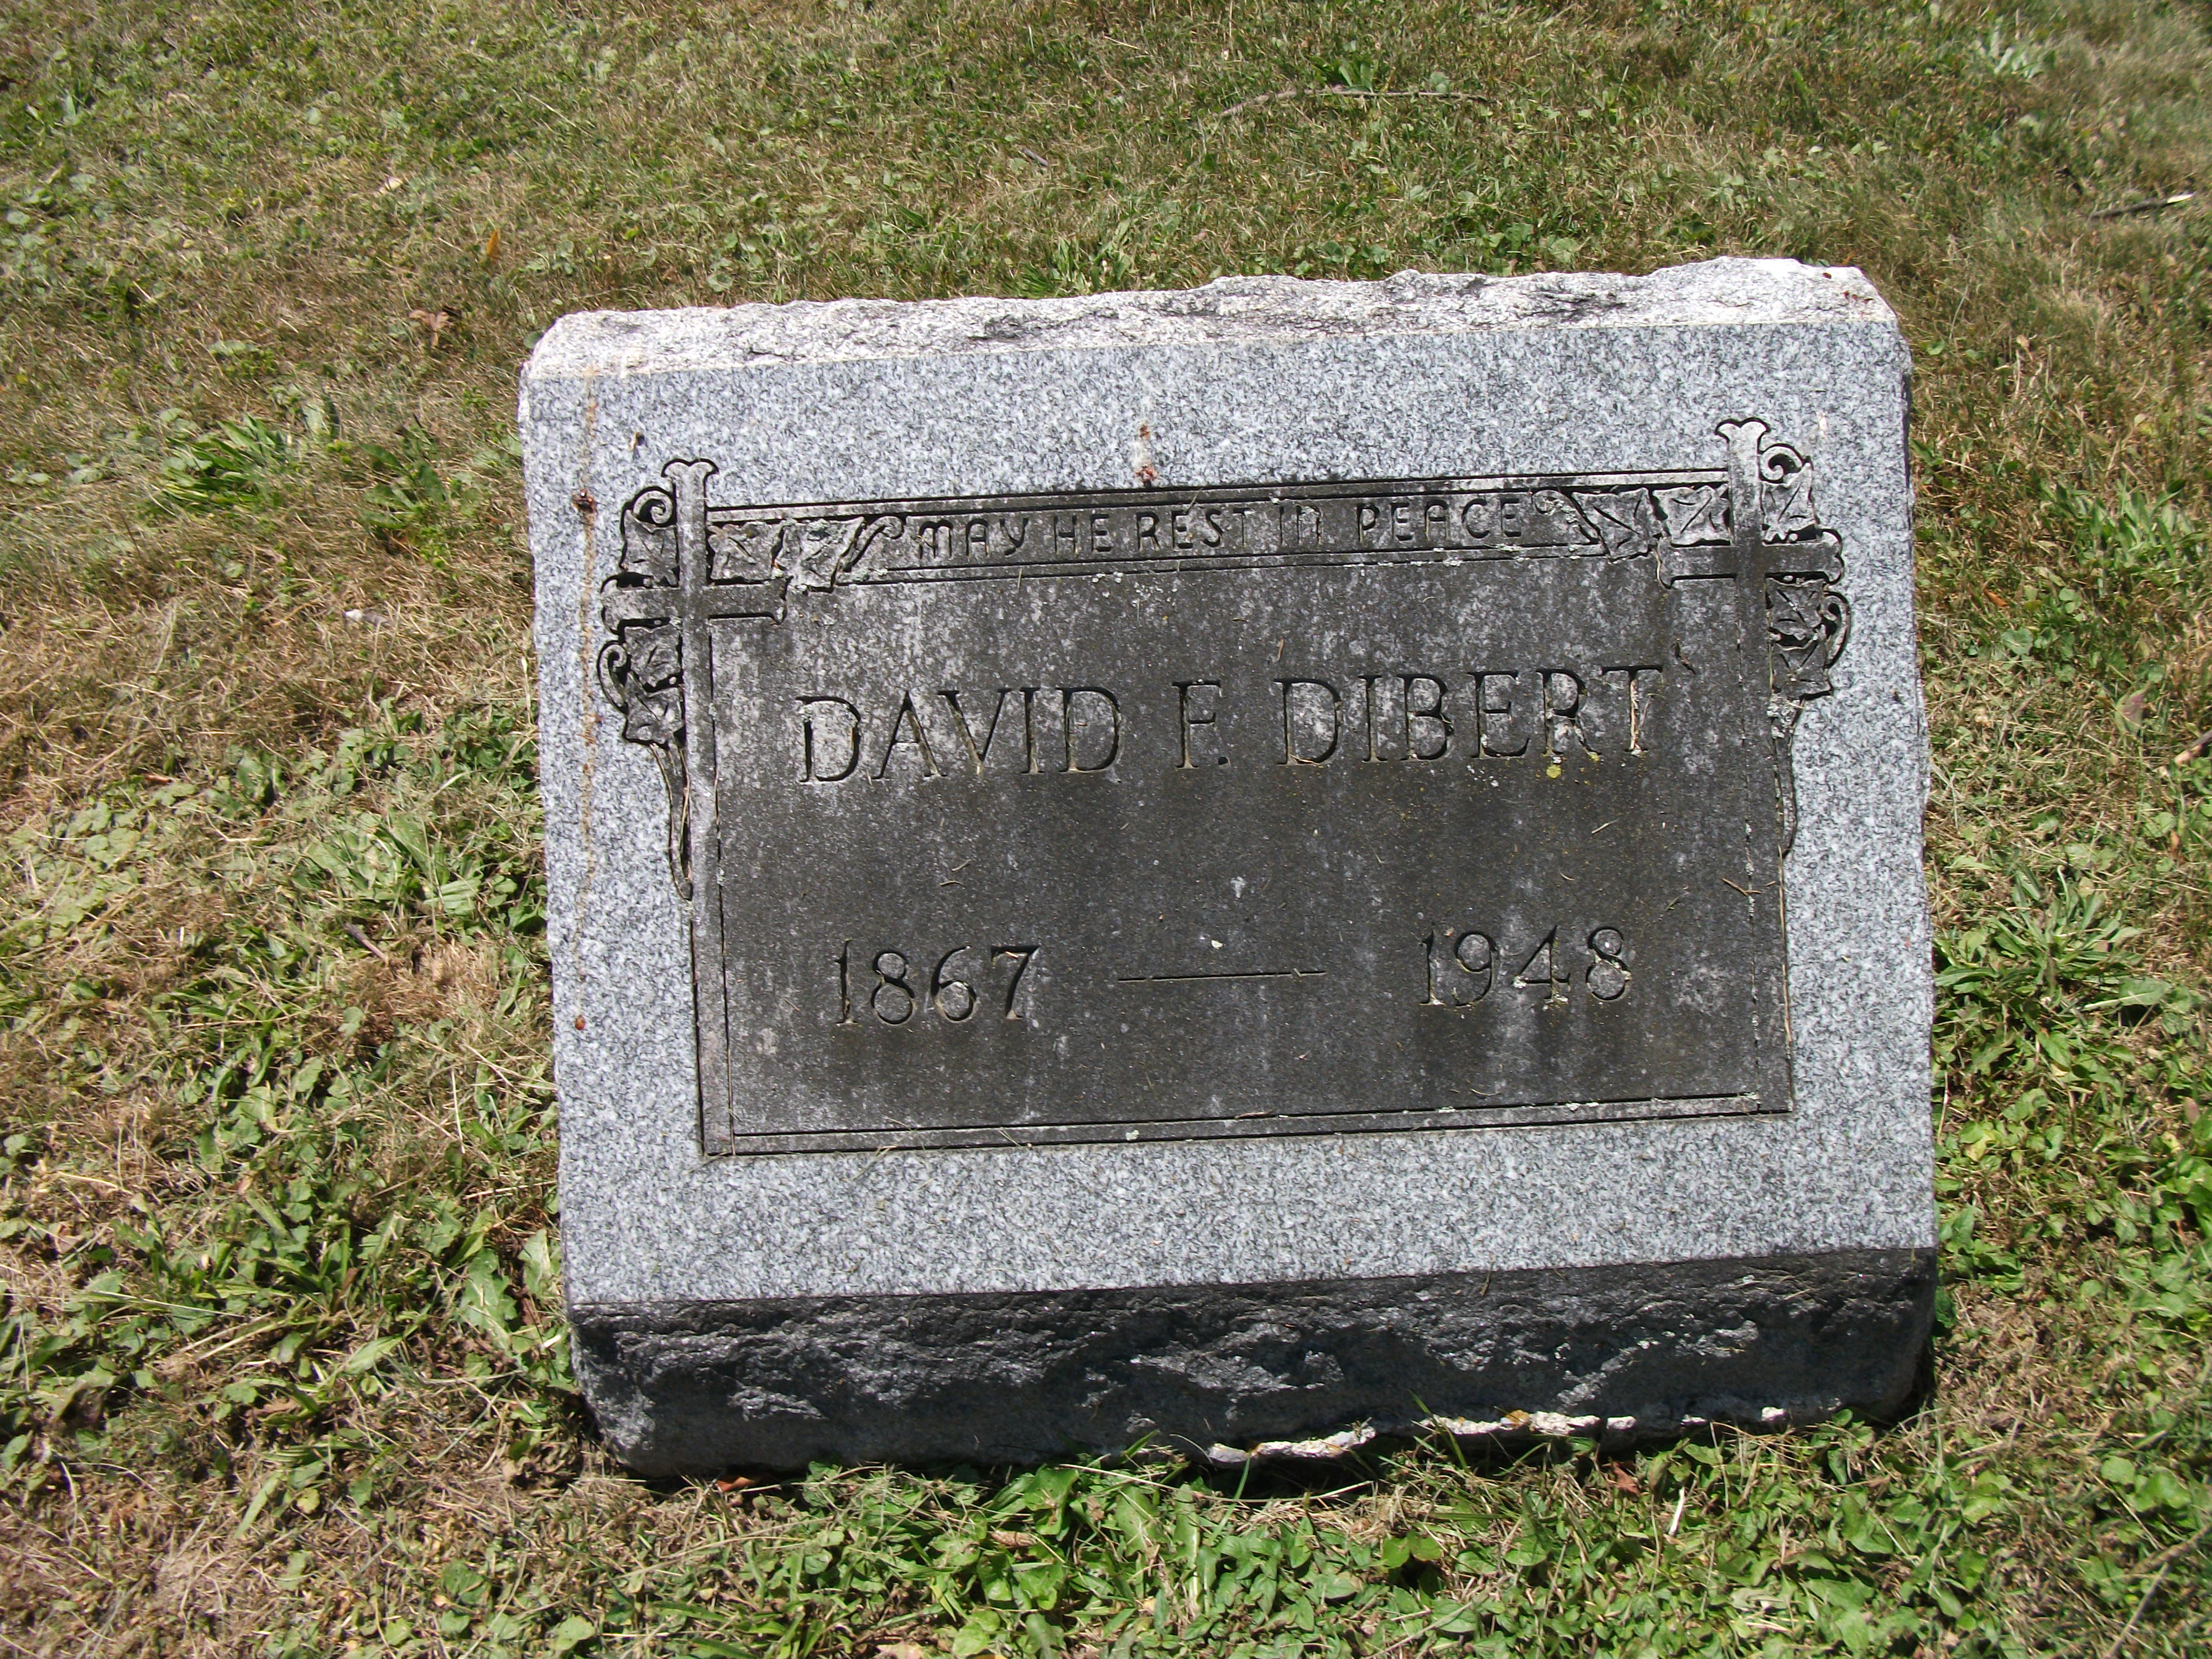 MAY HE REST IN PEACE
DAVID F. DIBERT
1867 — 1948